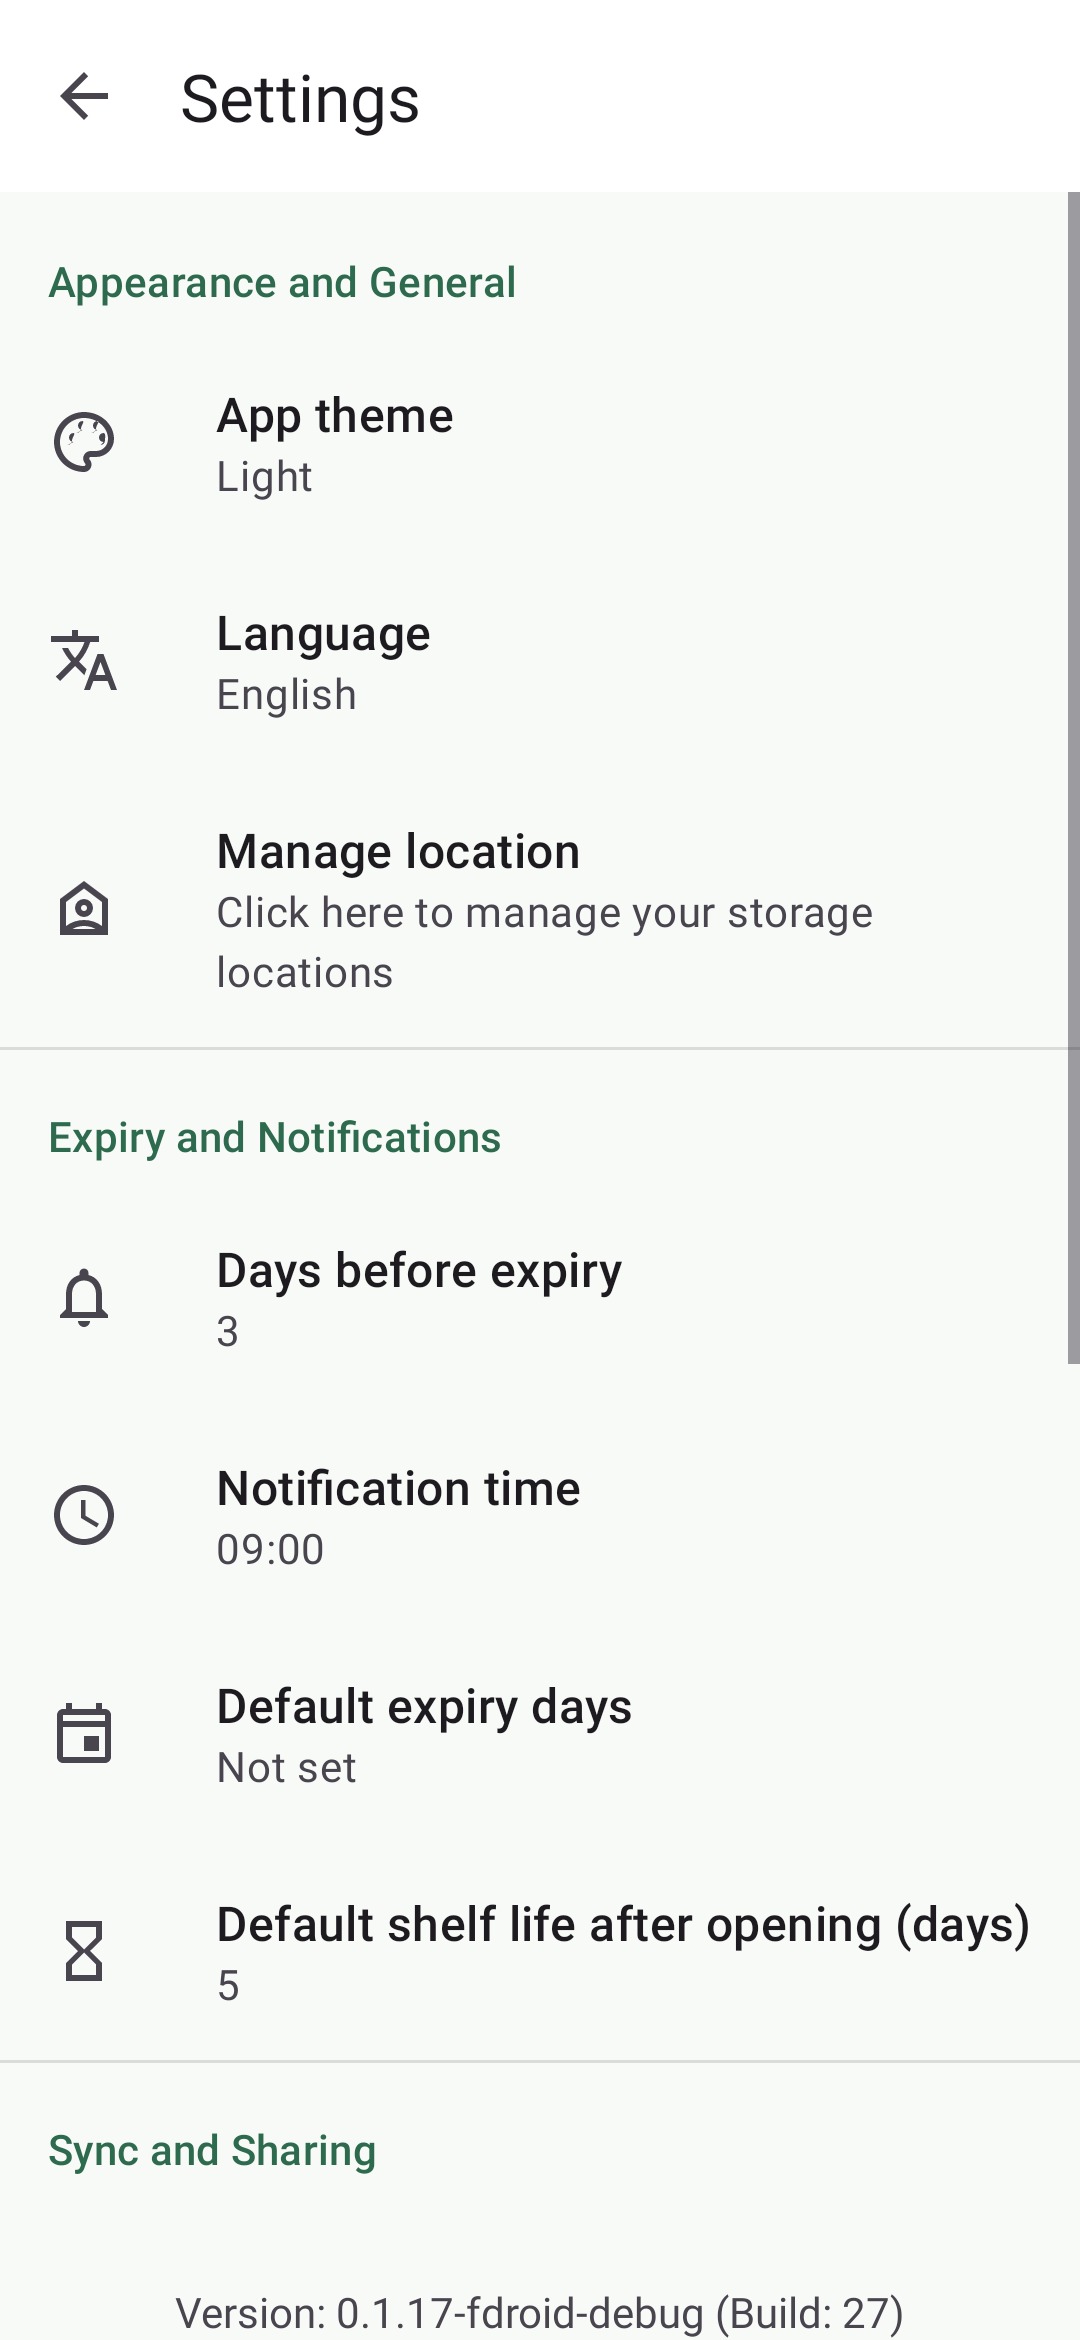 Settings
Appearance and General
App theme
Light
Language
English
Manage location
Click here to manage your storage
locations
Expiry and Notifications
Days before expiry
3
Notification time
09:00
Default expiry days
Not set
Default shelf life after opening (days)
5
Sync and Sharing
Version: 0.1.17-fdroid-debug (Build: 27)